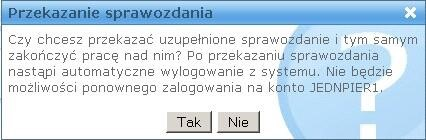 Przekazanie sprawozdania
Czy chcesz przekazać uzupełnione sprawozdanie i tym samym
zakończyć pracę nad nim? Po przekazaniu sprawozdania
nastąpi automatyczne wylogowanie z systemu. Nie będzie
możliwości ponownego zalogowania na konto JEDNPIER1.
Tak Nie